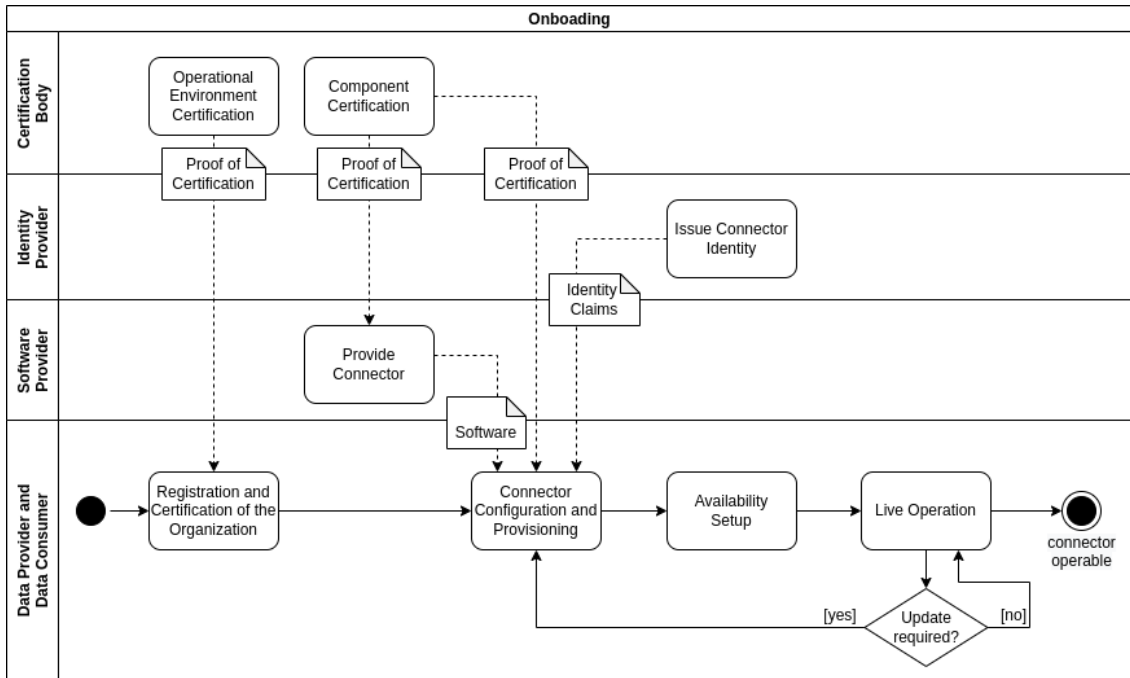 Onboading
Certification
Body
Operational
Environment
Certification
Component
Certification
Proof of
Certification
Proof of
Certification
Proof of
Certification
Identity
Provider
Issue Connector
Identity
Identity
Claims
Software
Provider
Provide
Connector
Software
Data Provider and
Data Consumer
Registration and
Certification of the
Organization
Connector
Configuration and
Provisioning
Availability
Setup
Live Operation
connector
operable
[yes]
Update
required?
[no]